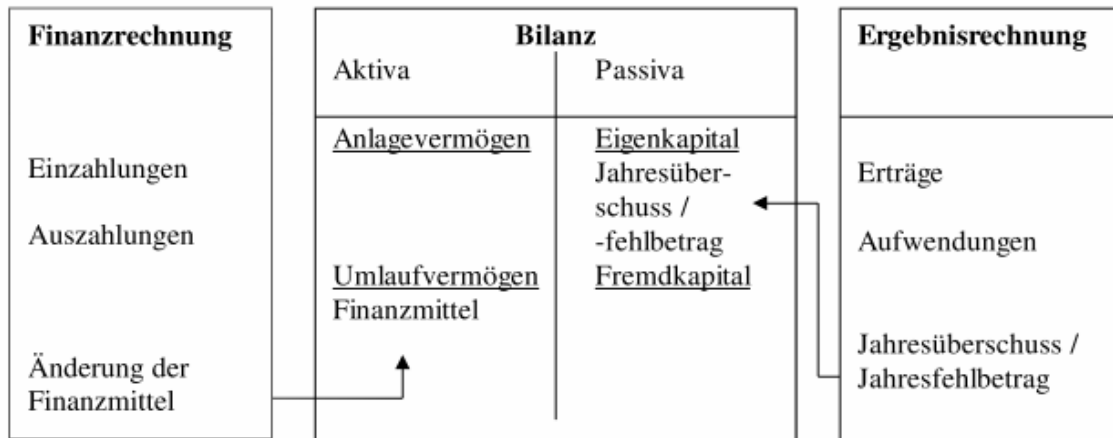 Finanzrechnung
Einzahlungen
Auszahlungen
Änderung der
Finanzmittel
Bilanz
Aktiva
Passiva
Anlagevermögen
Umlaufvermögen
Finanzmittel
Eigenkapital
Jahresüber-
schuss /
-fehlbetrag
Fremdkapital
Ergebnisrechnung
Erträge
Aufwendungen
Jahresüberschuss /
Jahresfehlbetrag